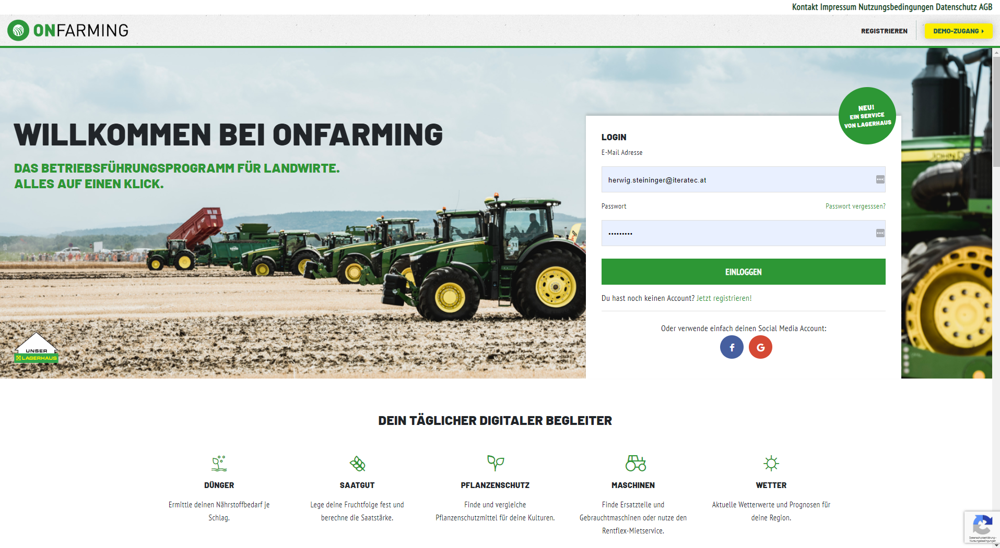 Kontakt Impressum Nutzungsbedingungen Datenschutz AGB
ONFARMING
REGISTRIEREN
DEMO-ZUGANG
NEU!
EIN SERVICE
VON LAGERHAUS
WILLKOMMEN BEI ONFARMING
DAS BETRIEBSFÜHRUNGSPROGRAMM FÜR LANDWIRTE.
ALLES AUF EINEN KLICK.
LOGIN
E-Mail Adresse
herwig.steininger@iteratec.at
Passwort
Passwort vergesssen?
•••••••••
EINLOGGEN
Du hast noch keinen Account? Jetzt registrieren!
Oder verwende einfach deinen Social Media Account:
f
G
31
UNSER
LAGERHAUS
DEIN TÄGLICHER DIGITALER BEGLEITER
DÜNGER
Ermittle deinen Nährstoffbedarf je
Schlag.
SAATGUT
Lege deine Fruchtfolge fest und
berechne die Saatstärke.
PFLANZENSCHUTZ
Finde und vergleiche
Pflanzenschutzmittel für deine Kulturen.
MASCHINEN
Finde Ersatzteile und
Gebrauchtmaschinen oder nutze den
Rentflex-Mietservice.
WETTER
Aktuelle Wetterwerte und Prognosen für
deine Region.
Datenschutzerklärung -
Nutzungsbedingungen